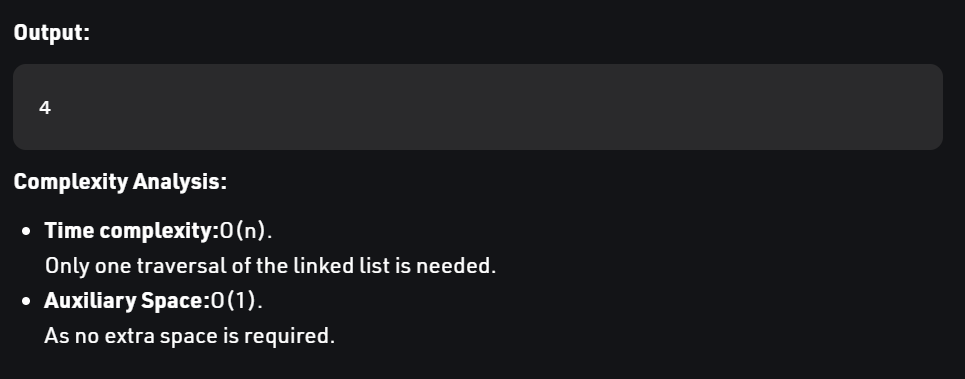 Output:
4
Complexity Analysis:
Time complexity:O(n).
Only one traversal of the linked list is needed.
Auxiliary Space:O(1).
As no extra space is required.